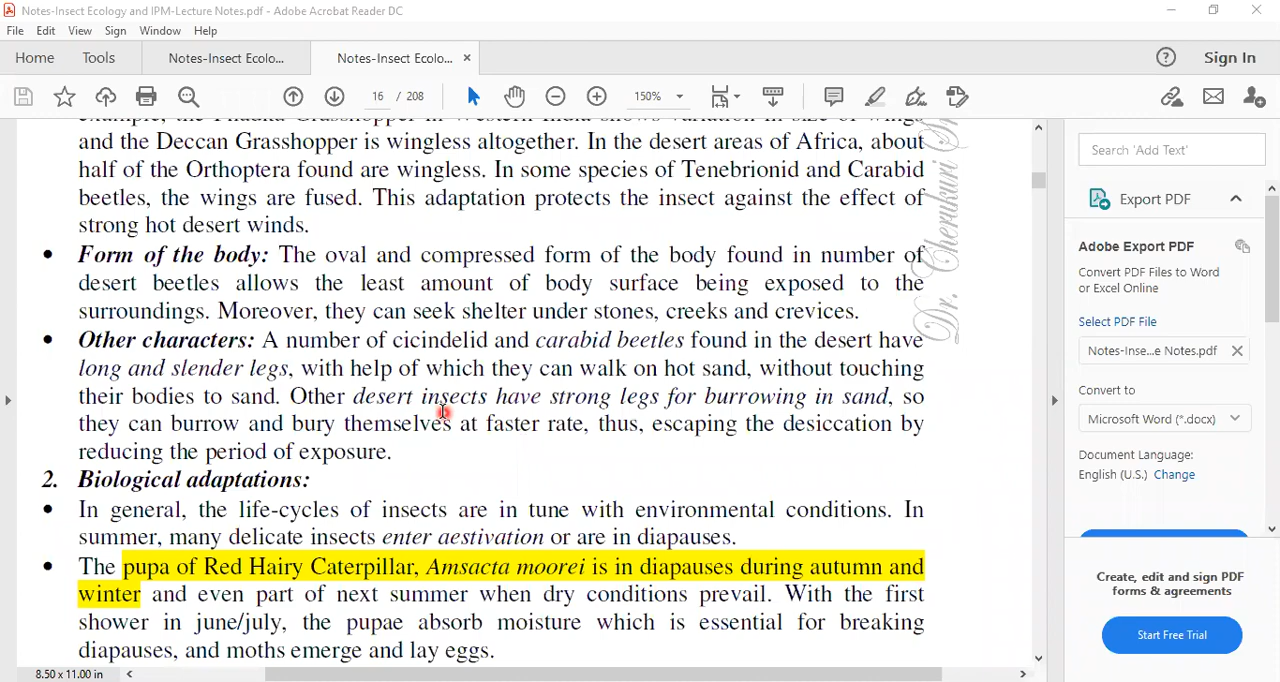 Notes-Insect Ecology and IPM-Lecture Notes.pdf - Adobe Acrobat Reader DC
File Edit View Sign Window Help
Home Tools Notes-Insect Ecolo... Notes-Insect Ecolo... ×
Sign In
16 / 208 150%
and the Deccan Grasshopper is wingless altogether. In the desert areas of Africa, about
half of the Orthoptera found are wingless. In some species of Tenebrionid and Carabid
beetles, the wings are fused. This adaptation protects the insect against the effect of
strong hot desert winds.
• Form of the body: The oval and compressed form of the body found in number of
desert beetles allows the least amount of body surface being exposed to the
surroundings. Moreover, they can seek shelter under stones, creeks and crevices.
• Other characters: A number of cicindelid and carabid beetles found in the desert have
long and slender legs, with help of which they can walk on hot sand, without touching
their bodies to sand. Other desert insects have strong legs for burrowing in sand, so
they can burrow and bury themselves at faster rate, thus, escaping the desiccation by
reducing the period of exposure.
2. Biological adaptations:
• In general, the life-cycles of insects are in tune with environmental conditions. In
summer, many delicate insects enter aestivation or are in diapauses.
• The pupa of Red Hairy Caterpillar, Amsacta moorei is in diapauses during autumn and
winter and even part of next summer when dry conditions prevail. With the first
shower in june/july, the pupae absorb moisture which is essential for breaking
diapauses, and moths emerge and lay eggs.
Dr. Cherukuri Dr
8.50 x 11.00 in
Search 'Add Text'
Export PDF
Adobe Export PDF
Convert PDF Files to Word
or Excel Online
Select PDF File
Notes-Inse...e Notes.pdf
Convert to
Microsoft Word (*.docx)
Document Language:
English (U.S.) Change
Create, edit and sign PDF
forms & agreements
Start Free Trial